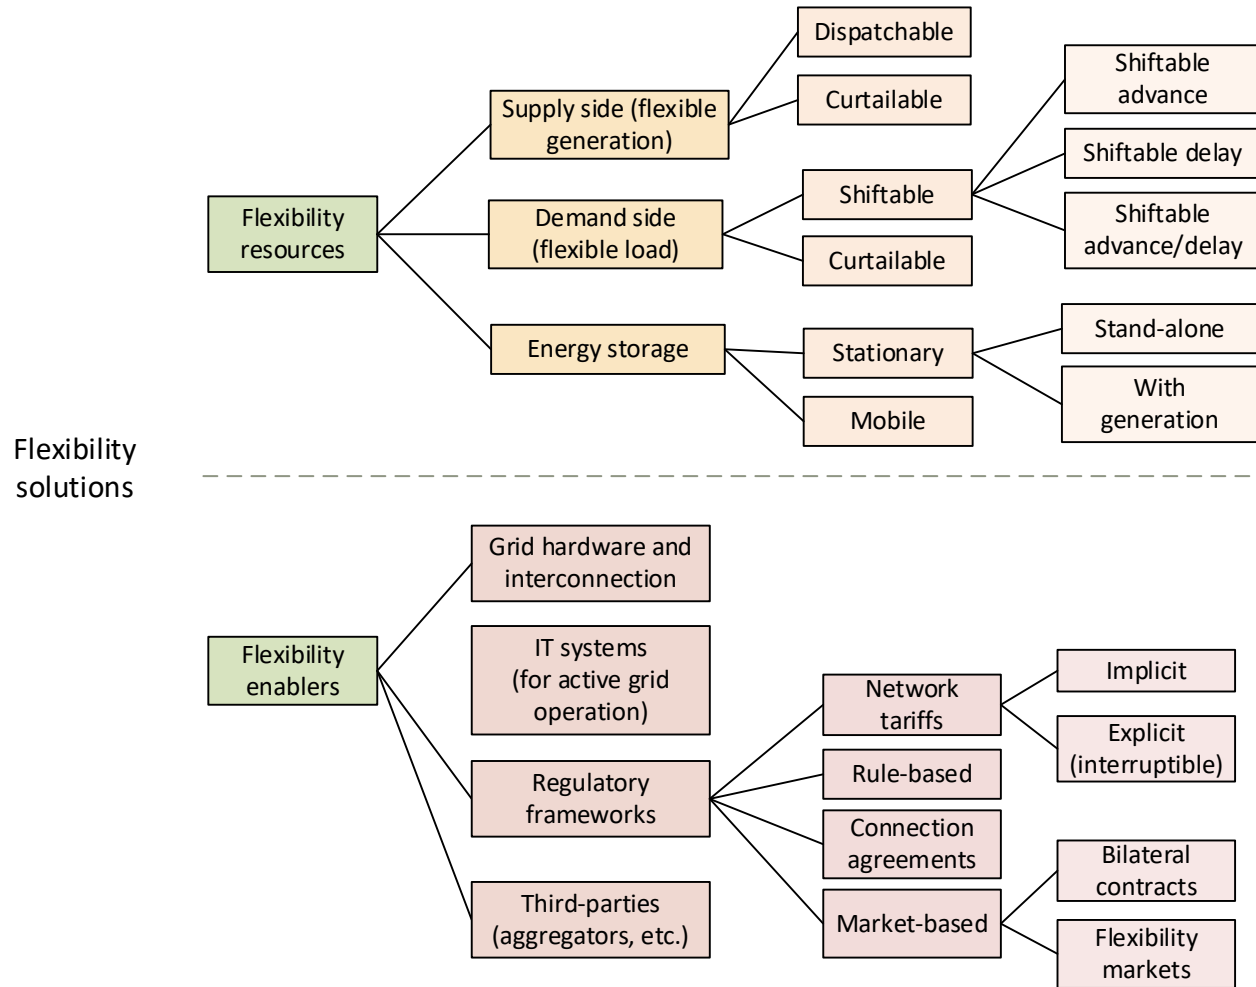 Dispatchable
Shiftable
advance
Supply side (flexible
generation)
Curtailable
Shiftable delay
Flexibility
resources
Demand side
(flexible load)
Shiftable
Shiftable
advance/delay
Curtailable
Energy storage
Stationary
Stand-alone
With
generation
Mobile
Flexibility
solutions
Grid hardware and
interconnection
Flexibility
enablers
IT systems
(for active grid
operation)
Network
tariffs
Implicit
Explicit
(interruptible)
Regulatory
frameworks
Rule-based
Connection
agreements
Bilateral
contracts
Third-parties
(aggregators, etc.)
Market-based
Flexibility
markets